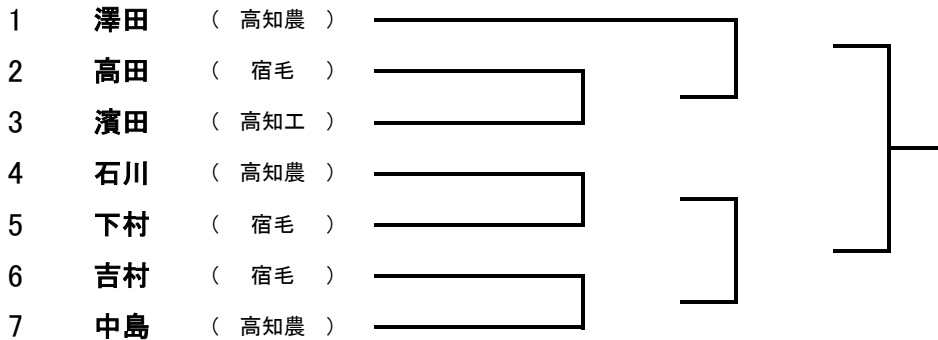 1 澤田 （ 高知農 ）
2 高田 （ 宿毛 ）
3 濱田 （ 高知工 ）
4 石川 （ 高知農 ）
5 下村 （ 宿毛 ）
6 吉村 （ 宿毛 ）
7 中島 （ 高知農 ）